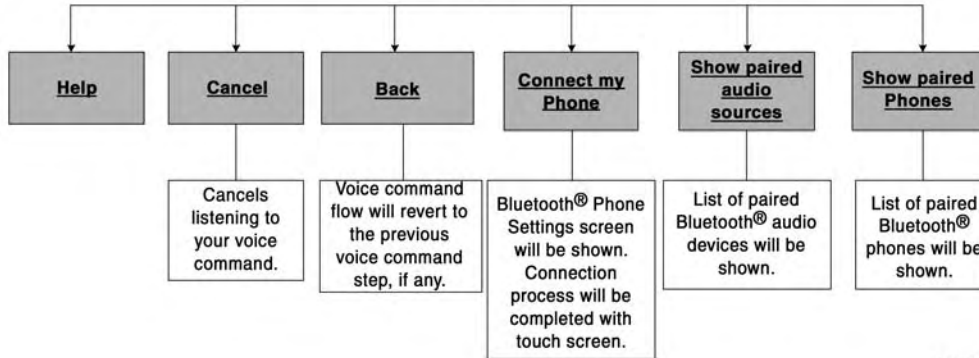 Help
Cancel
Back
Connect my
Phone
Show paired
audio
sources
Show paired
Phones
Cancels
listening to
your voice
command.
Voice command
flow will revert to
the previous
voice command
step, if any.
Bluetooth® Phone
Settings screen
will be shown.
Connection
process will be
completed with
touch screen.
List of paired
Bluetooth® audio
devices will be
shown.
List of paired
Bluetooth®
phones will be
shown.